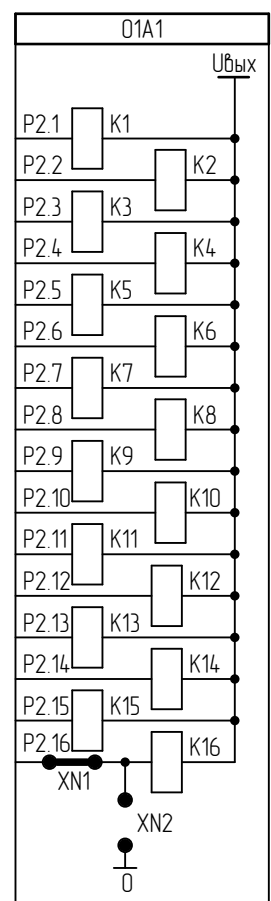 01A1
Uвых
P2.1 K1
P2.2 K2
P2.3 K3
P2.4 K4
P2.5 K5
P2.6 K6
P2.7 K7
P2.8 K8
P2.9 K9
P2.10 K10
P2.11 K11
P2.12 K12
P2.13 K13
P2.14 K14
P2.15 K15
P2.16 K16
XN1
XN2
0